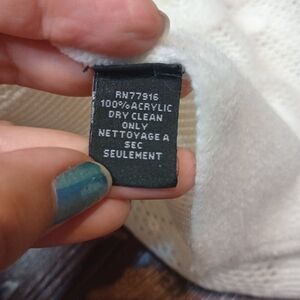 RN77916
100%ACRYLIC
DRY CLEAN
ONLY
NETTOYAGE A
SEC
SEULEMENT